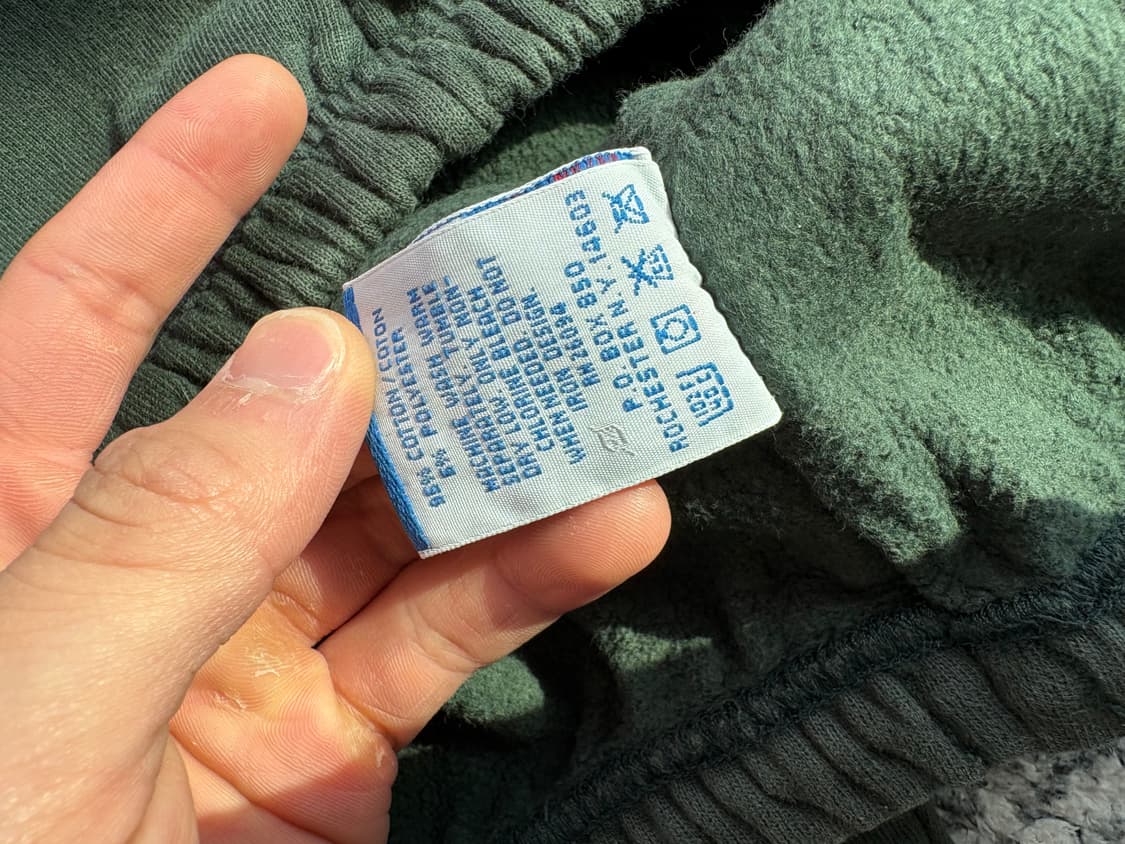 95% COTTON/COTON
5% POLYESTER
MACHINE WASH WARM
SEPARATELY. TUMBLE
DRY LOW. ONLY NON-
CHLORINE BLEACH
WHEN NEEDED. DO NOT
IRON DESIGN
RN 26094
P.O. BOX 850
ROCHESTER N.Y. 14603